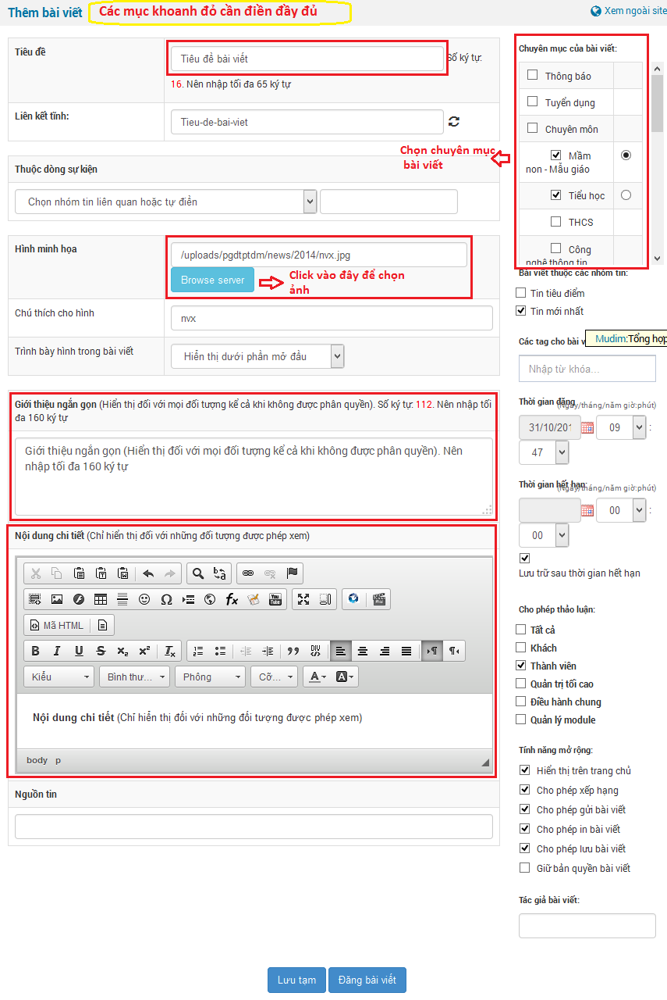 Thêm bài viết
Các mục khoanh đỏ cần điền đầy đủ
Xem ngoài site
Tiêu đề
Tiêu đề bài viết
Số ký tự:
16. Nên nhập tối đa 65 ký tự
Liên kết tĩnh:
Tieu-de-bai-viet
Chọn chuyên mục
bài viết
Thuộc dòng sự kiện
Chọn nhóm tin liên quan hoặc tự điền
Hình minh họa
/uploads/pgdtptdm/news/2014/nvx.jpg
Browse server
Click vào đây để chọn
ảnh
Chú thích cho hình
nvx
Trình bày hình trong bài viết
Hiển thị dưới phần mở đầu
Giới thiệu ngắn gọn (Hiển thị đối với mọi đối tượng kể cả khi không được phân quyền). Số ký tự: 112. Nên nhập tối
đa 160 ký tự
Giới thiệu ngắn gọn (Hiển thị đối với mọi đối tượng kể cả khi không được phân quyền). Nên
nhập tối đa 160 ký tự
Nội dung chi tiết (Chỉ hiển thị đối với những đối tượng được phép xem)
Mã HTML
B I U S x₂ x² Tx
Kiểu
Bình thư...
Phông
Cỡ...
A
A
Nội dung chi tiết (Chỉ hiển thị đối với những đối tượng được phép xem)
body p
Nguồn tin
Chuyên mục của bài viết:
Thông báo
Tuyển dụng
Chuyên môn
Mầm
non - Mẫu giáo
Tiểu học
THCS
Công
nghệ thông tin
Bài viết thuộc các nhóm tin:
Tin tiêu điểm
Tin mới nhất
Các tag cho bài v
Mudim:Tổng hợp
Nhập từ khóa...
Thời gian đăng
(Ngày/tháng/năm giờ:phút)
31/10/201
09
:
47
Thời gian hết hạn:
(Ngày/tháng/năm giờ:phút)
00
:
00
Lưu trữ sau thời gian hết hạn
Cho phép thảo luận:
Tất cả
Khách
Thành viên
Quản trị tối cao
Điều hành chung
Quản lý module
Tính năng mở rộng:
Hiển thị trên trang chủ
Cho phép xếp hạng
Cho phép gửi bài viết
Cho phép in bài viết
Cho phép lưu bài viết
Giữ bản quyền bài viết
Tác giả bài viết:
Lưu tạm
Đăng bài viết